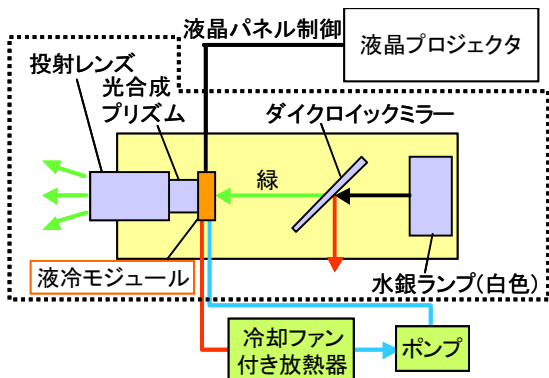 液晶パネル制御
液晶プロジェクタ
投射レンズ
光合成
プリズム
ダイクロイックミラー
緑
液冷モジュール
水銀ランプ(白色)
冷却ファン
付き放熱器
ポンプ